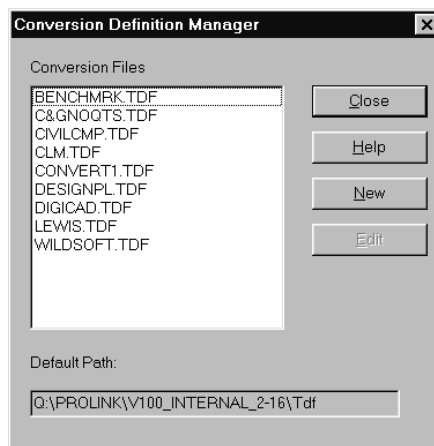 Conversion Definition Manager
Conversion Files
BENCHMRK.TDF
C&GNOQTS.TDF
CIVILCMP.TDF
CLM.TDF
CONVERT1.TDF
DESIGNPL.TDF
DIGICAD.TDF
LEWIS.TDF
WILDSOFT.TDF
Close
Help
New
Edit
Default Path:
Q:\PROLINK\V100_INTERNAL_2-16\Tdf